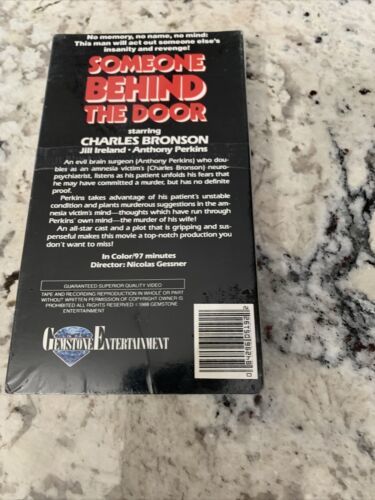 No memory, no name, no mind:
This man will act out someone else's
insanity and revenge!
SOMEONE
BEHIND
THE DOOR
starring
CHARLES BRONSON
Jill Ireland · Anthony Perkins
An evil brain surgeon (Anthony Perkins) who dou-
bles as an amnesia victim's (Charles Bronson) neuro-
psychiatrist, listens as his patient unfolds his fears that
he may have committed a murder, but has no definite
proof.
Perkins takes advantage of his patient's unstable
condition and plants murderous suggestions in the am-
nesia victim's mind—thoughts which have run through
Perkins' own mind—the murder of his wife!
An all-star cast and a plot that is gripping and sus-
penseful makes this movie a top-notch production you
don't want to miss!
In Color/97 minutes
Director: Nicolas Gessner
GUARANTEED SUPERIOR QUALITY VIDEO
TAPE AND RECORDING REPRODUCTION IN WHOLE OR PART
WITHOUT WRITTEN PERMISSION OF COPYRIGHT OWNER IS
PROHIBITED ALL RIGHTS RESERVED © 1988 GEMSTONE
ENTERTAINMENT
GEMSTONE ENTERTAINMENT